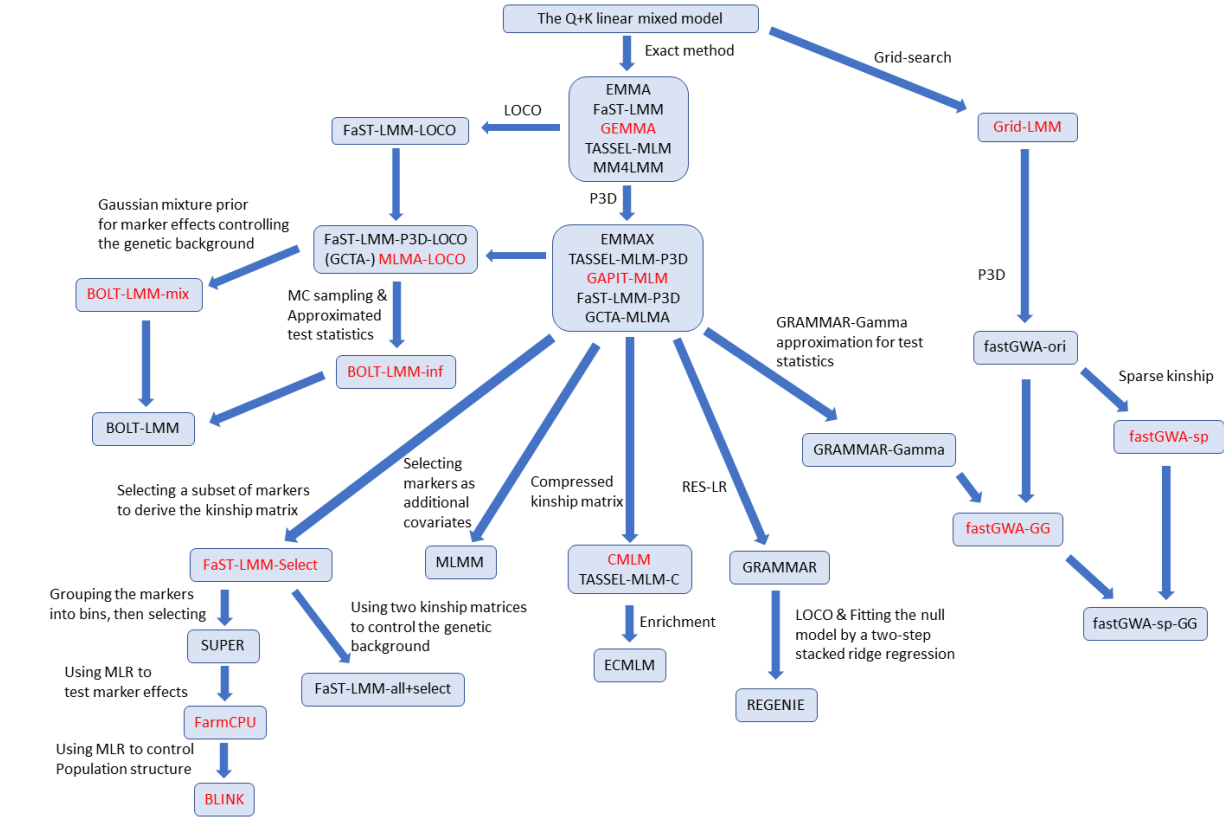 The Q+K linear mixed model
Exact method
Grid-search
EMMA
FaST-LMM
GEMMA
TASSEL-MLM
MM4LMM
LOCO
FaST-LMM-LOCO
Grid-LMM
P3D
Gaussian mixture prior
for marker effects controlling
the genetic background
FaST-LMM-P3D-LOCO
(GCTA-) MLMA-LOCO
EMMAX
TASSEL-MLM-P3D
GAPIT-MLM
FaST-LMM-P3D
GCTA-MLMA
P3D
BOLT-LMM-mix
MC sampling &
Approximated
test statistics
GRAMMAR-Gamma
approximation for test
statistics
fastGWA-ori
BOLT-LMM-inf
Sparse kinship
BOLT-LMM
fastGWA-sp
GRAMMAR-Gamma
Selecting a subset of markers
to derive the kinship matrix
Selecting
markers as
additional
covariates
Compressed
kinship matrix
RES-LR
fastGWA-GG
FaST-LMM-Select
MLMM
CMLM
TASSEL-MLM-C
GRAMMAR
Grouping the markers
into bins, then selecting
Using two kinship matrices
to control the genetic
background
Enrichment
LOCO & Fitting the null
model by a two-step
stacked ridge regression
fastGWA-sp-GG
SUPER
ECMLM
Using MLR to
test marker effects
FaST-LMM-all+select
REGENIE
FarmCPU
Using MLR to control
Population structure
BLINK